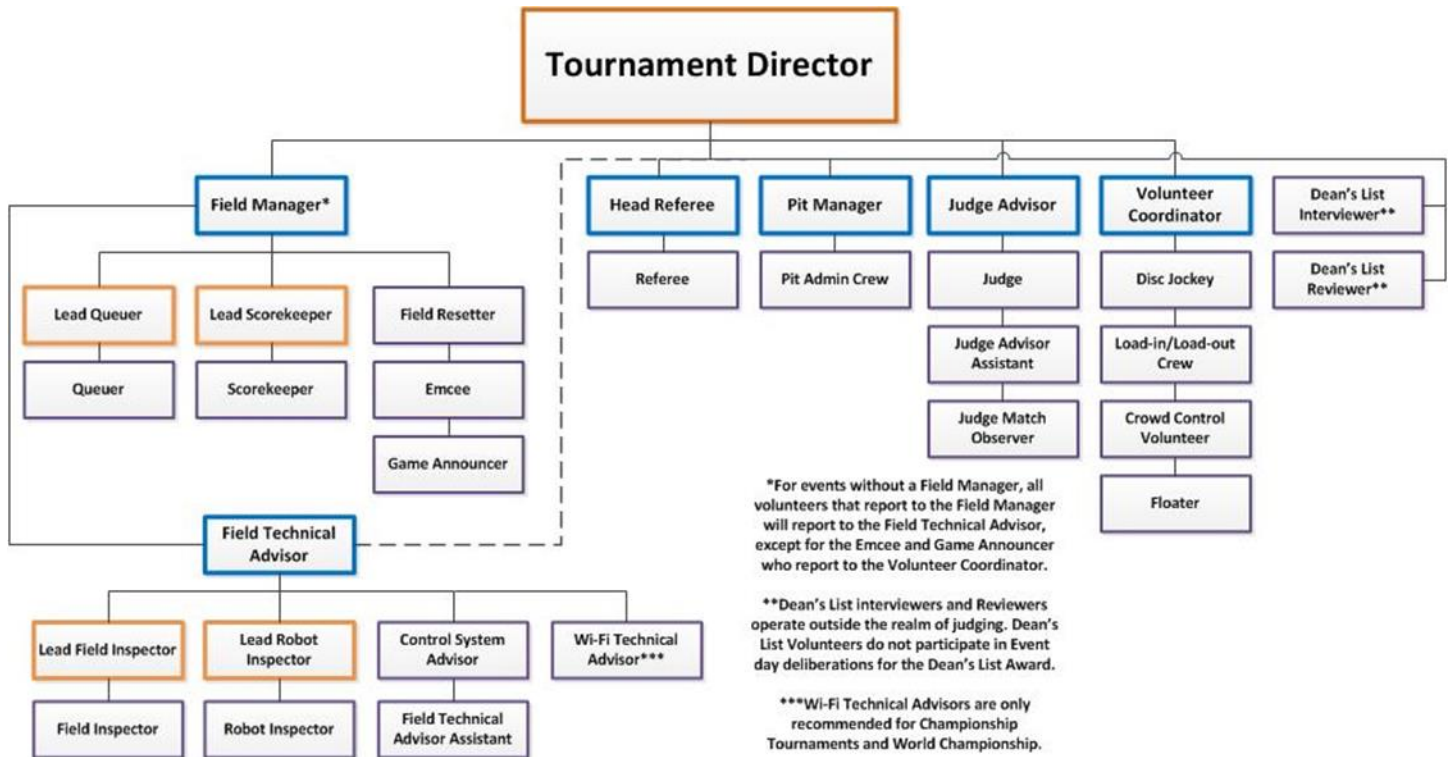 Tournament Director
Field Manager*
Head Referee
Pit Manager
Judge Advisor
Volunteer
Coordinator
Dean's List
Interviewer**
Referee
Pit Admin Crew
Judge
Disc Jockey
Dean's List
Reviewer**
Lead Queuer
Lead Scorekeeper
Field Resetter
Judge Advisor
Assistant
Load-in/Load-out
Crew
Queuer
Scorekeeper
Emcee
Judge Match
Observer
Crowd Control
Volunteer
Game Announcer
Floater
*For events without a Field Manager, all
volunteers that report to the Field Manager
will report to the Field Technical Advisor,
except for the Emcee and Game Announcer
who report to the Volunteer Coordinator.
Field Technical
Advisor
**Dean's List interviewers and Reviewers
operate outside the realm of judging. Dean's
List Volunteers do not participate in Event
day deliberations for the Dean's List Award.
Lead Field Inspector
Lead Robot
Inspector
Control System
Advisor
Wi-Fi Technical
Advisor***
Field Inspector
Robot Inspector
Field Technical
Advisor Assistant
***Wi-Fi Technical Advisors are only
recommended for Championship
Tournaments and World Championship.